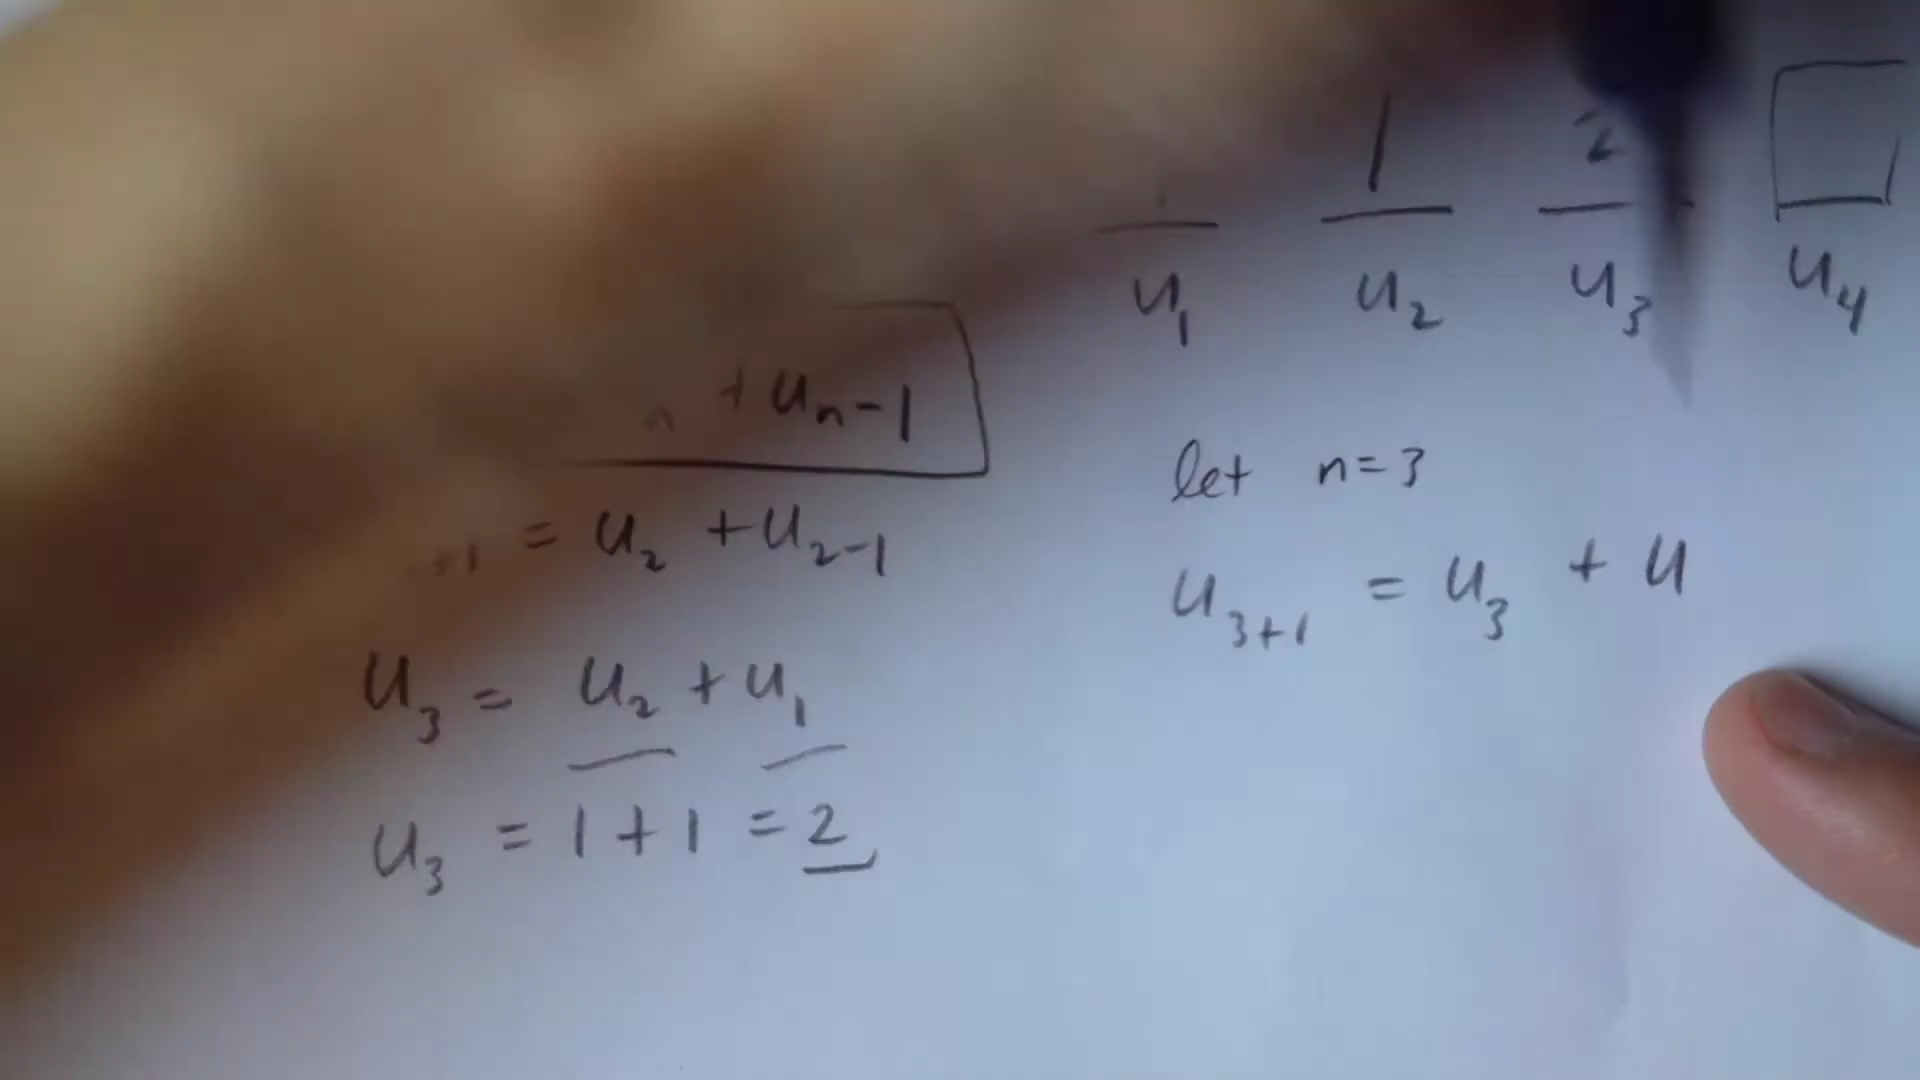 1 2
u₁ u₂ u₃ u₄
n + uₙ₋₁
+1 = u₂ + u₂₋₁
u₃ = u₂ + u₁
u₃ = 1 + 1 = 2
let n = 3
u₃₊₁ = u₃ + u